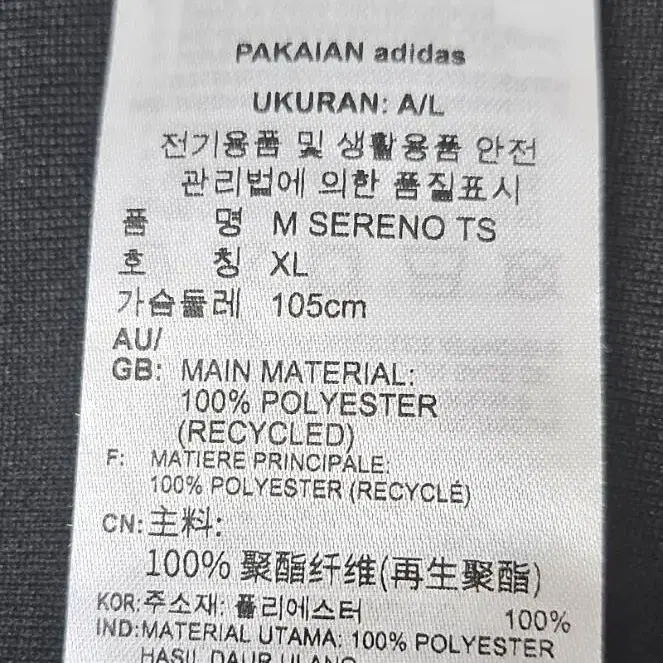 PAKAIAN adidas
UKURAN: A/L
전기용품 및 생활용품 안전
관리법에 의한 품질표시
품 명 M SERENO TS
호 칭 XL
가슴둘레 105cm
AU/
GB: MAIN MATERIAL:
100% POLYESTER
(RECYCLED)
F: MATIERE PRINCIPALE:
100% POLYESTER (RECYCLÉ)
CN: 主料:
100% 聚酯纤维(再生聚酯)
KOR: 주소재: 폴리에스터 100%
IND: MATERIAL UTAMA: 100% POLYESTER
HASIL DAUR ULANG